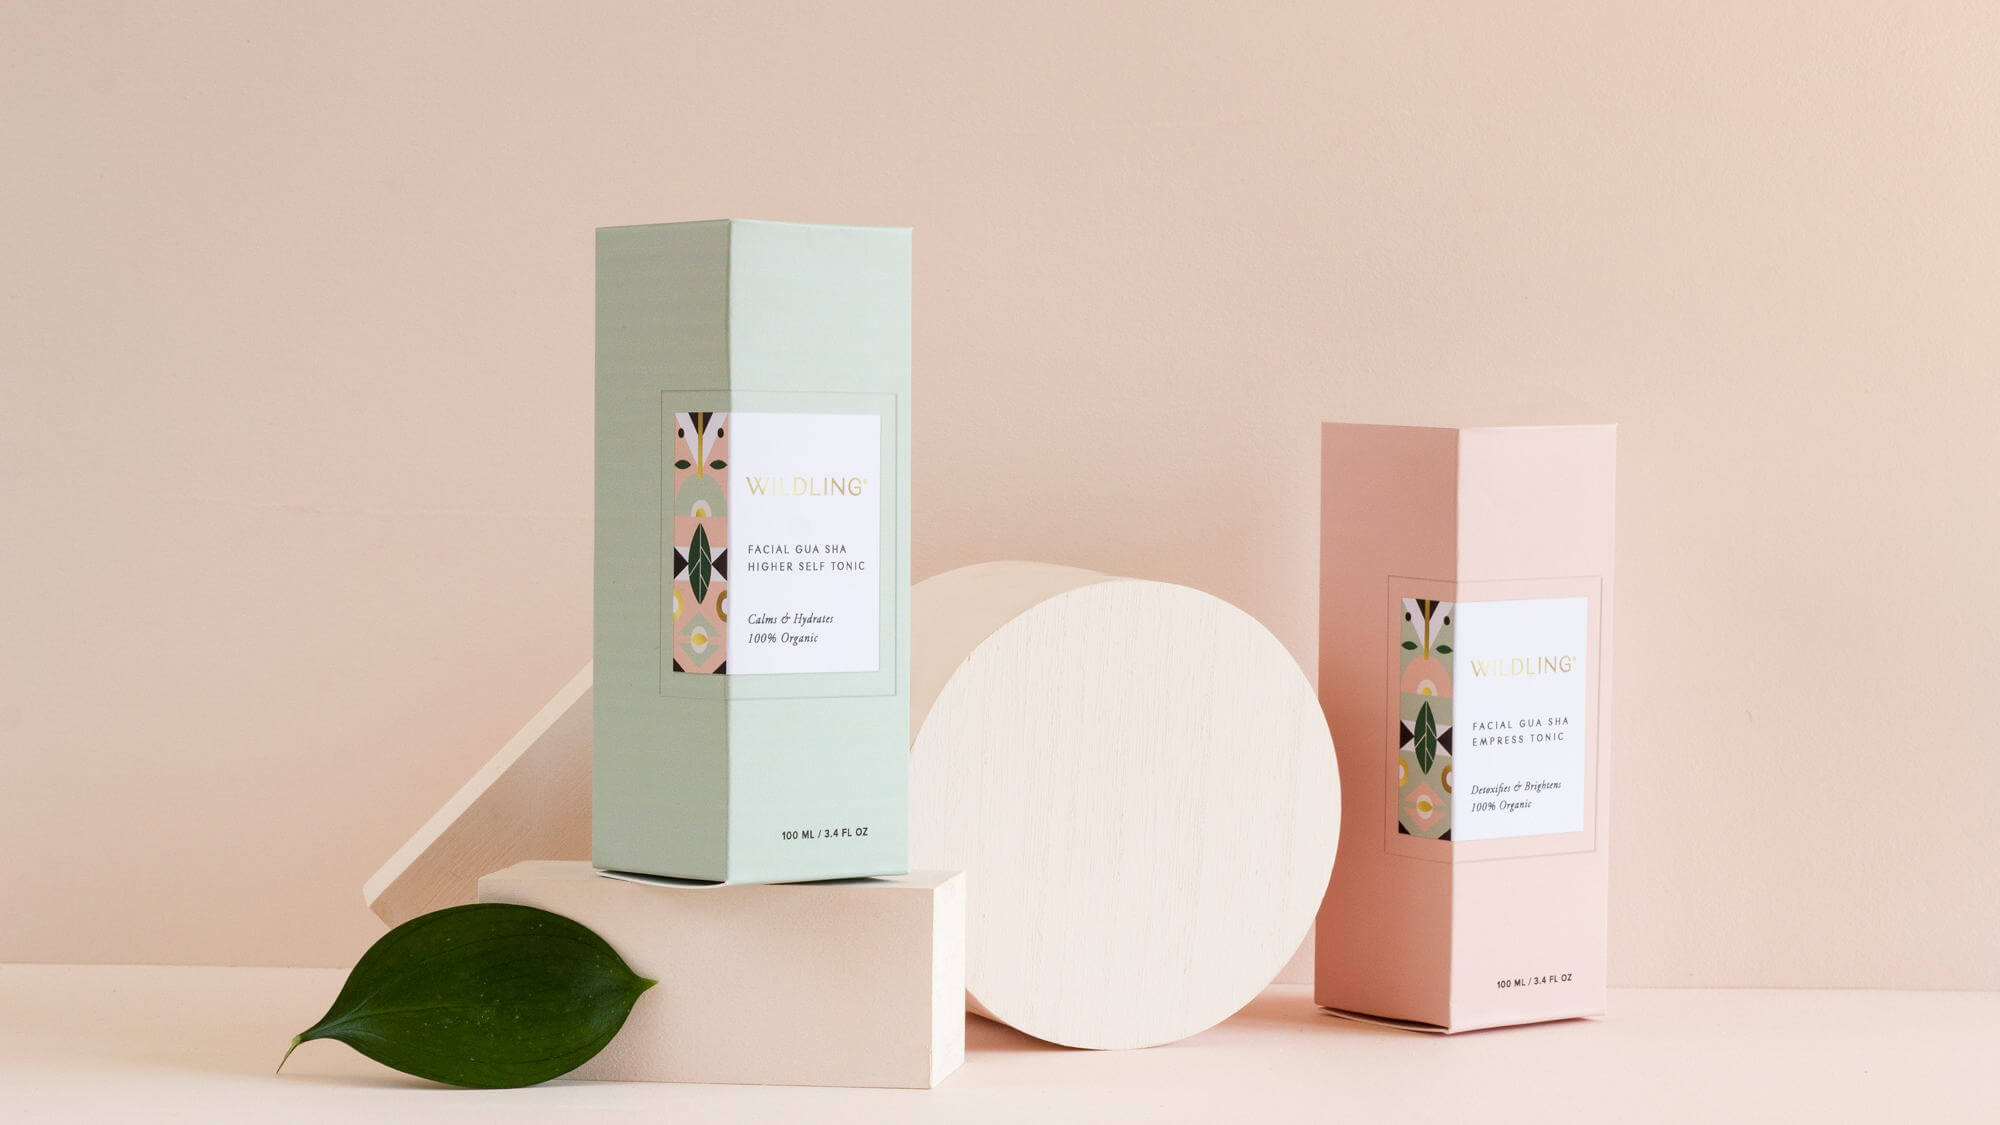 WILDLING®
FACIAL GUA SHA
HIGHER SELF TONIC
Calms & Hydrates
100% Organic
100 ML / 3.4 FL OZ
WILDLING®
FACIAL GUA SHA
EMPRESS TONIC
Detoxifies & Brightens
100% Organic
100 ML / 3.4 FL OZ